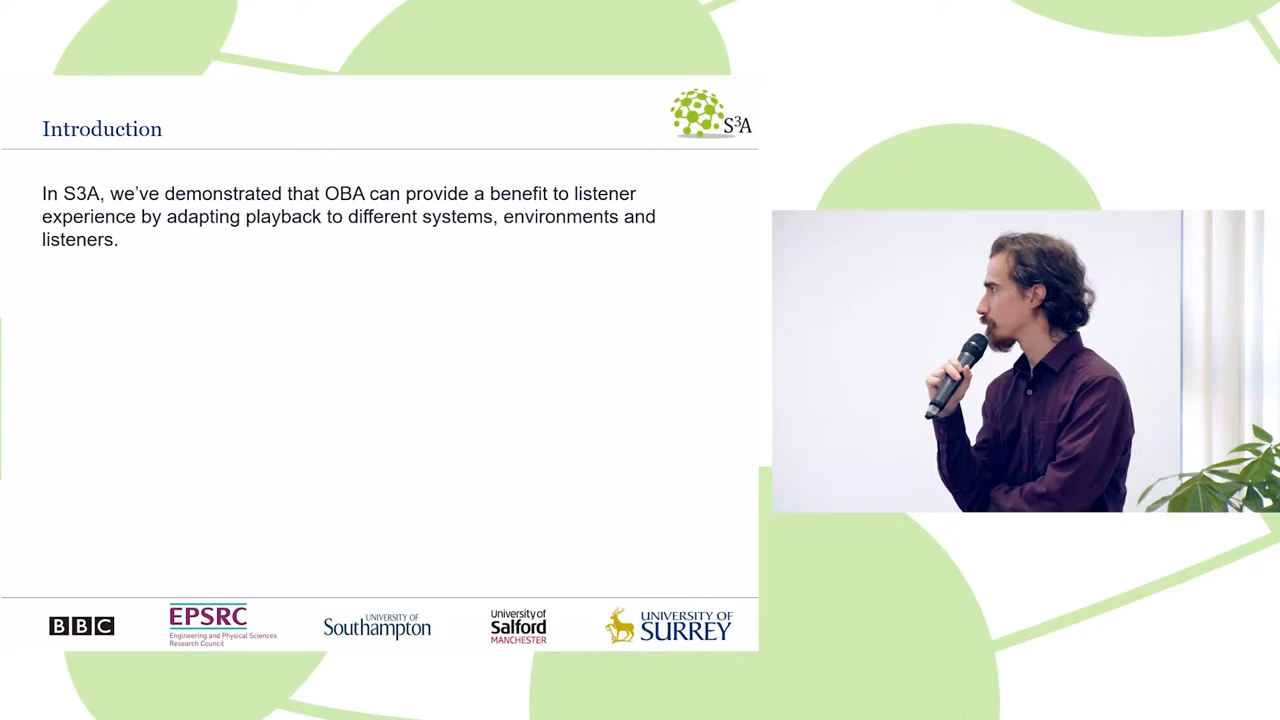 Introduction
S3A
In S3A, we’ve demonstrated that OBA can provide a benefit to listener
experience by adapting playback to different systems, environments and
listeners.
BBC
EPSRC
Engineering and Physical Sciences
Research Council
UNIVERSITY OF
Southampton
University of
Salford
MANCHESTER
UNIVERSITY OF
SURREY